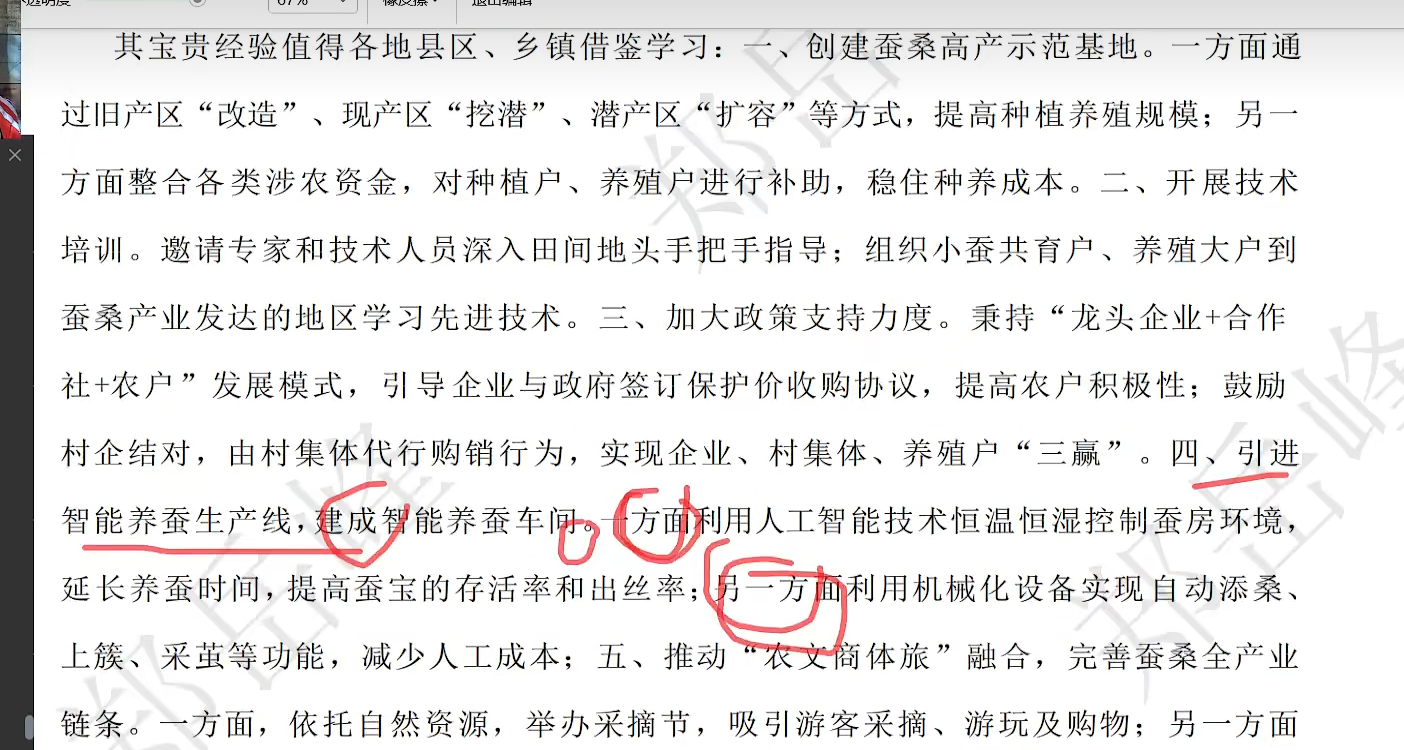 67%
退出编辑
其宝贵经验值得各地县区、乡镇借鉴学习：一、创建蚕桑高产示范基地。一方面通
过旧产区“改造”、现产区“挖潜”、潜产区“扩容”等方式，提高种植养殖规模；另一
方面整合各类涉农资金，对种植户、养殖户进行补助，稳住种养成本。二、开展技术
培训。邀请专家和技术人员深入田间地头手把手指导；组织小蚕共育户、养殖大户到
蚕桑产业发达的地区学习先进技术。三、加大政策支持力度。秉持“龙头企业+合作
社+农户”发展模式，引导企业与政府签订保护价收购协议，提高农户积极性；鼓励
村企结对，由村集体代行购销行为，实现企业、村集体、养殖户“三赢”。四、引进
智能养蚕生产线，建成智能养蚕车间。一方面利用人工智能技术恒温恒湿控制蚕房环境，
延长养蚕时间，提高蚕宝的存活率和出丝率；另一方面利用机械化设备实现自动添桑、
上簇、采茧等功能，减少人工成本；五、推动“农文商体旅”融合，完善蚕桑全产业
链条。一方面，依托自然资源，举办采摘节，吸引游客采摘、游玩及购物；另一方面
郑岳峰
郑岳峰
郑岳